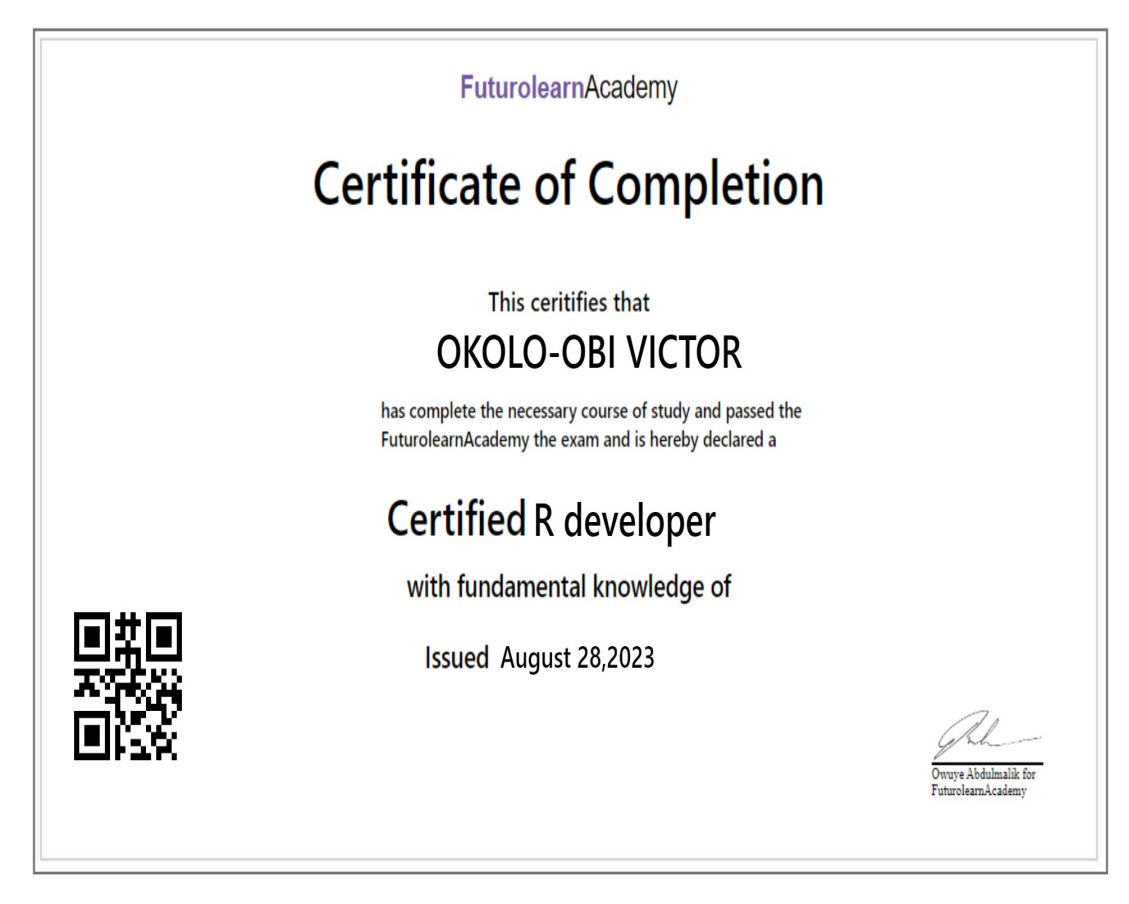 FuturolearnAcademy
Certificate of Completion
This ceritifies that
OKOLO-OBI VICTOR
has complete the necessary course of study and passed the
FuturolearnAcademy the exam and is hereby declared a
Certified R developer
with fundamental knowledge of
Issued August 28,2023
Owuye Abdulmalik for
FuturolearnAcademy